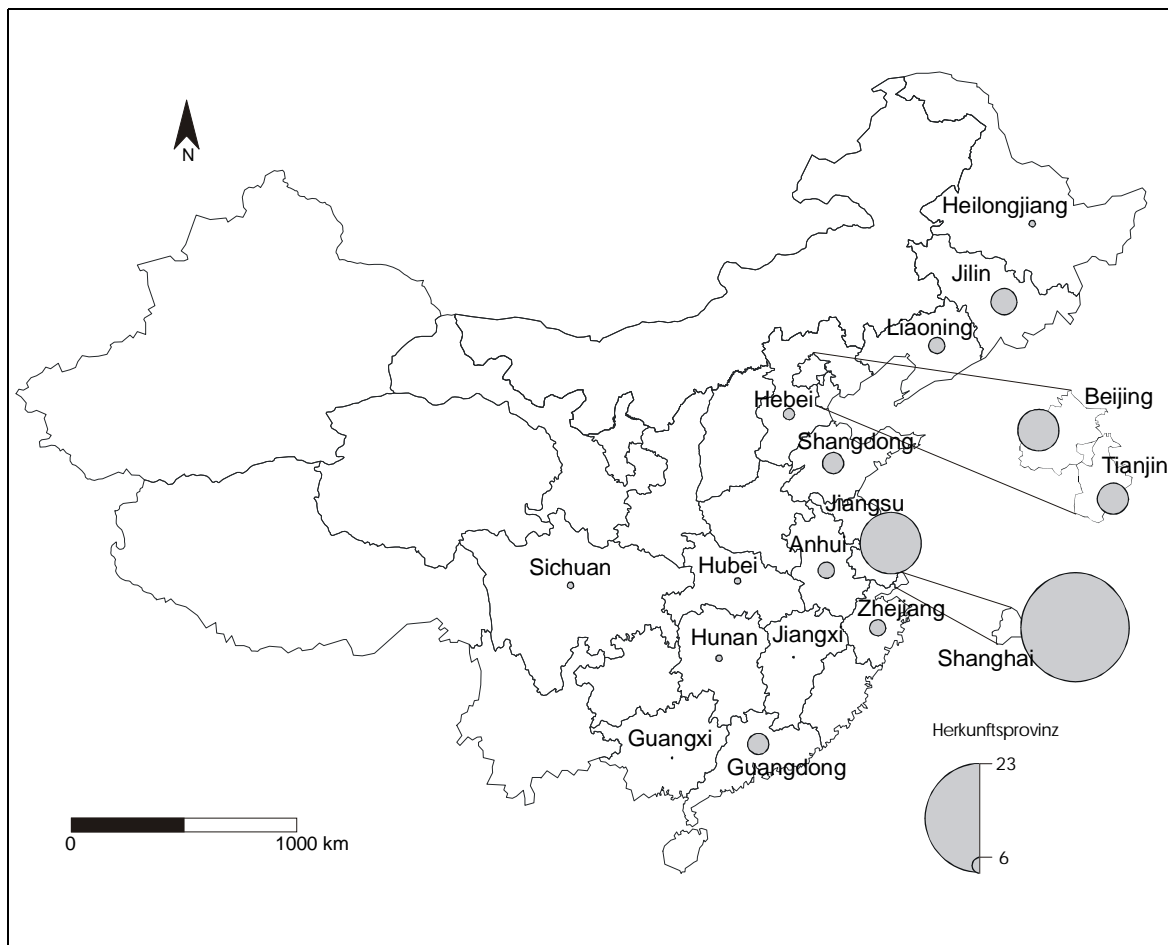 N
Heilongjiang
Jilin
Liaoning
Beijing
Hebei
Shangdong
Tianjin
Jiangsu
Anhui
Sichuan
Hubei
Zhejiang
Hunan
Jiangxi
Shanghai
Guangxi
Guangdong
Herkunftsprovinz
23
6
0
1000 km